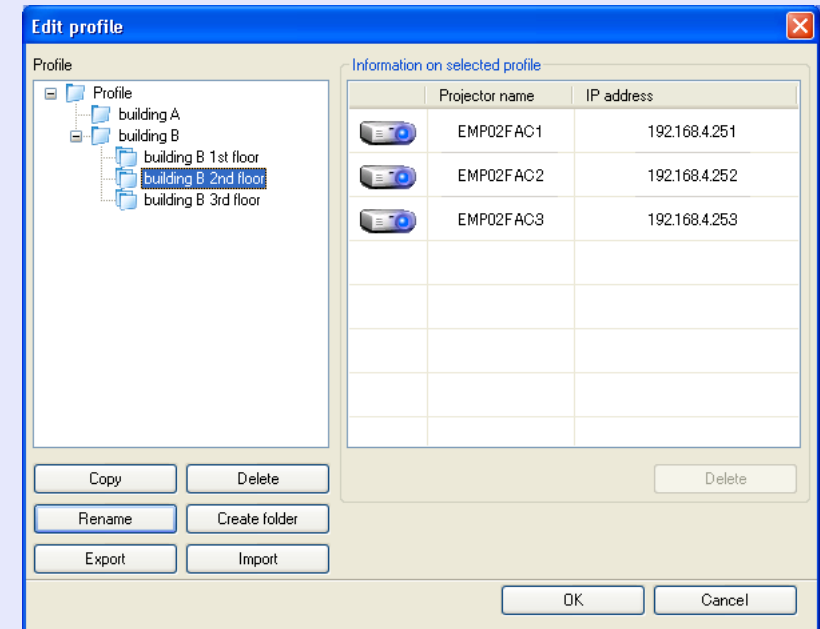 Edit profile
Profile
Profile
building A
building B
building B 1st floor
building B 2nd floor
building B 3rd floor
Information on selected profile
Projector name IP address
EMP02FAC1 192.168.4.251
EMP02FAC2 192.168.4.252
EMP02FAC3 192.168.4.253
Copy Delete
Rename Create folder
Export Import
Delete
OK Cancel